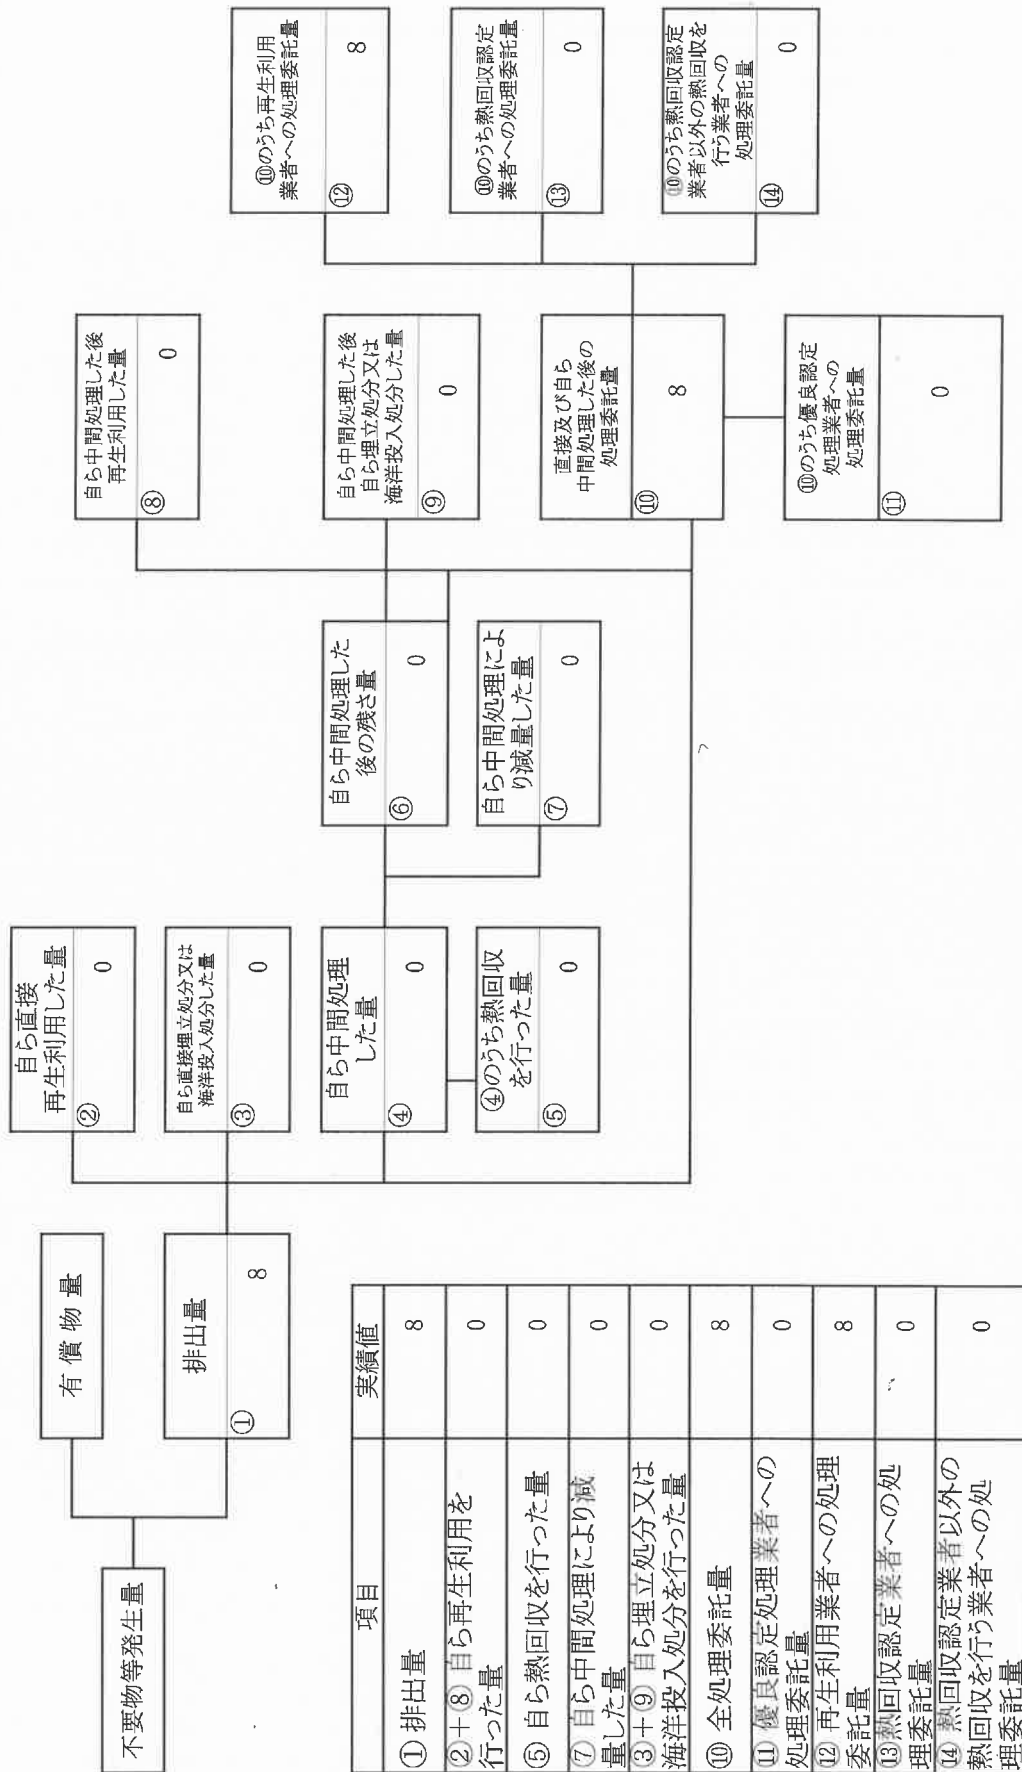 不要物等発生量
有償物量
排出量
①
8
自ら直接
再生利用した量
②
0
自ら直接埋立処分又は
海洋投入処分した量
③
0
自ら中間処理
した量
④
0
④のうち熱回収
を行った量
⑤
0
自ら中間処理した
後の残さ量
⑥
0
自ら中間処理によ
り減量した量
⑦
0
自ら中間処理した後
再生利用した量
⑧
0
自ら中間処理した後
自ら埋立処分又は
海洋投入処分した量
⑨
0
直接及び自ら
中間処理した後の
処理委託量
⑩
8
⑩のうち優良認定
処理業者への
処理委託量
⑪
0
⑩のうち再生利用
業者への処理委託量
⑫
8
⑩のうち熱回収認定
業者への処理委託量
⑬
0
⑩のうち熱回収認定
業者以外の熱回収を
行う業者への
処理委託量
⑭
0
項目 実績値
① 排出量 8
②+⑧ 自ら再生利用を
行った量 0
⑤ 自ら熱回収を行った量 0
⑦ 自ら中間処理により減
量した量 0
③+⑨ 自ら埋立処分又は
海洋投入処分を行った量 0
⑩ 全処理委託量 8
⑪ 優良認定処理業者への
処理委託量 0
⑫ 再生利用業者への処理
委託量 8
⑬ 熱回収認定業者への処
理委託量 0
⑭ 熱回収認定業者以外の
熱回収を行う業者への処
理委託量 0